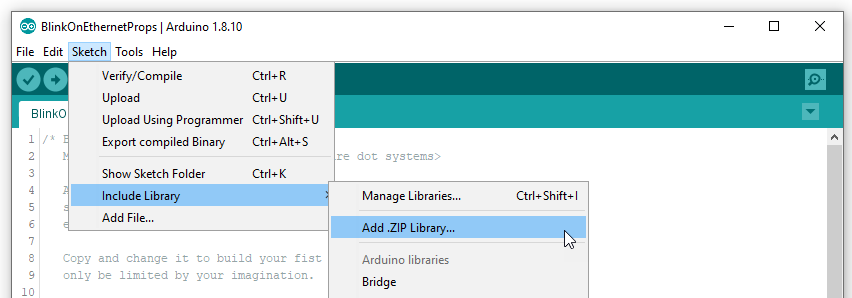 BlinkOnEthernetProps | Arduino 1.8.10
File Edit Sketch Tools Help
Verify/Compile Ctrl+R
Upload Ctrl+U
Upload Using Programmer Ctrl+Shift+U
Export compiled Binary Ctrl+Alt+S
Show Sketch Folder Ctrl+K
Include Library
Add File...
Manage Libraries... Ctrl+Shift+I
Add .ZIP Library...
Arduino libraries
Bridge
1 /*
2 dot systems>
3
4
5
6
7
8 Copy and change it to build your fist
9 only be limited by your imagination.
10